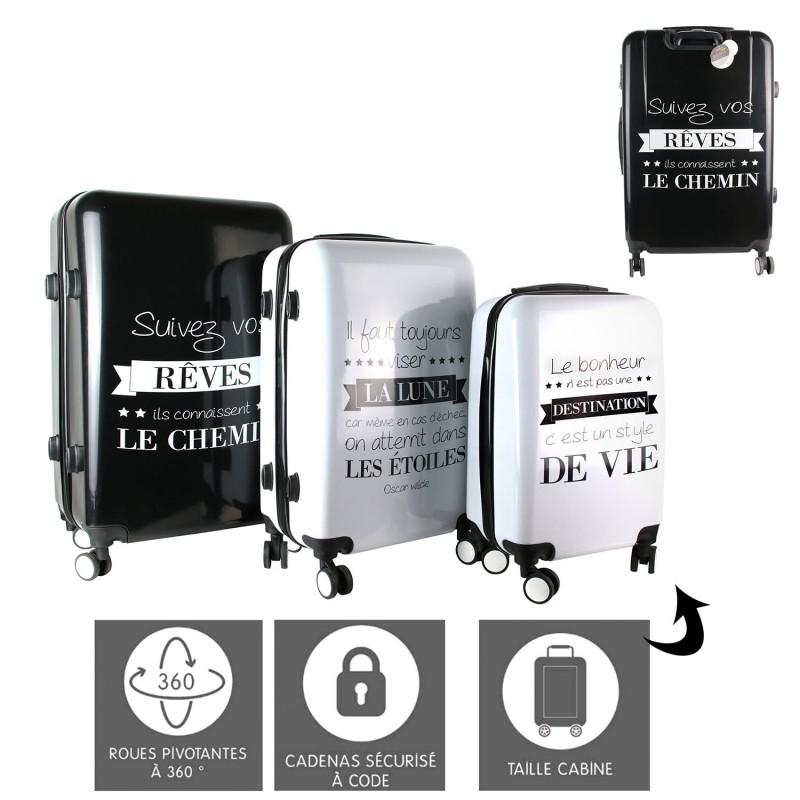 Suivez vos
RÊVES
ils connaissent
LE CHEMIN
Suivez vos
RÊVES
ils connaissent
LE CHEMIN
Il faut toujours
viser
LA LUNE
car même en cas d'échec
on atterrit dans
LES ÉTOILES
Oscar wilde
Le bonheur
n'est pas une
DESTINATION
c'est un style
DE VIE
360
ROUES PIVOTANTES
À 360 °
CADENAS SÉCURISÉ
À CODE
TAILLE CABINE